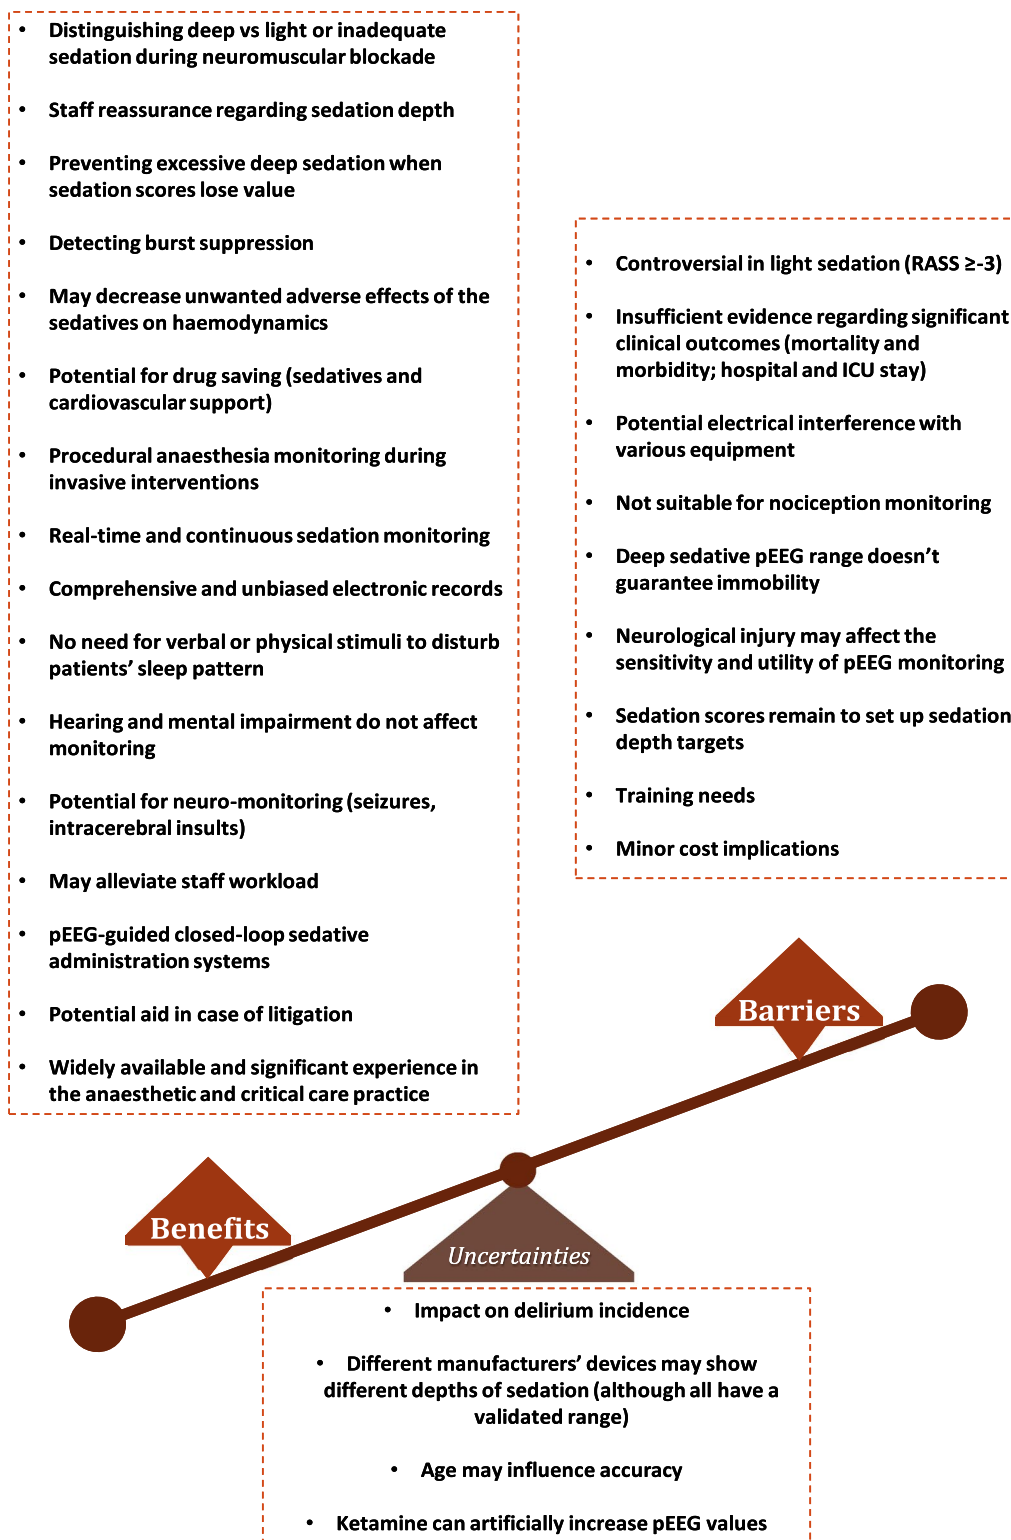 • Distinguishing deep vs light or inadequate
sedation during neuromuscular blockade
• Staff reassurance regarding sedation depth
• Preventing excessive deep sedation when
sedation scores lose value
• Detecting burst suppression
• May decrease unwanted adverse effects of the
sedatives on haemodynamics
• Potential for drug saving (sedatives and
cardiovascular support)
• Procedural anaesthesia monitoring during
invasive interventions
• Real-time and continuous sedation monitoring
• Comprehensive and unbiased electronic records
• No need for verbal or physical stimuli to disturb
patients’ sleep pattern
• Hearing and mental impairment do not affect
monitoring
• Potential for neuro-monitoring (seizures,
intracerebral insults)
• May alleviate staff workload
• pEEG-guided closed-loop sedative
administration systems
• Potential aid in case of litigation
• Widely available and significant experience in
the anaesthetic and critical care practice
• Controversial in light sedation (RASS ≥-3)
• Insufficient evidence regarding significant
clinical outcomes (mortality and
morbidity; hospital and ICU stay)
• Potential electrical interference with
various equipment
• Not suitable for nociception monitoring
• Deep sedative pEEG range doesn’t
guarantee immobility
• Neurological injury may affect the
sensitivity and utility of pEEG monitoring
• Sedation scores remain to set up sedation
depth targets
• Training needs
• Minor cost implications
Barriers
Benefits
Uncertainties
• Impact on delirium incidence
• Different manufacturers’ devices may show
different depths of sedation (although all have a
validated range)
• Age may influence accuracy
• Ketamine can artificially increase pEEG values